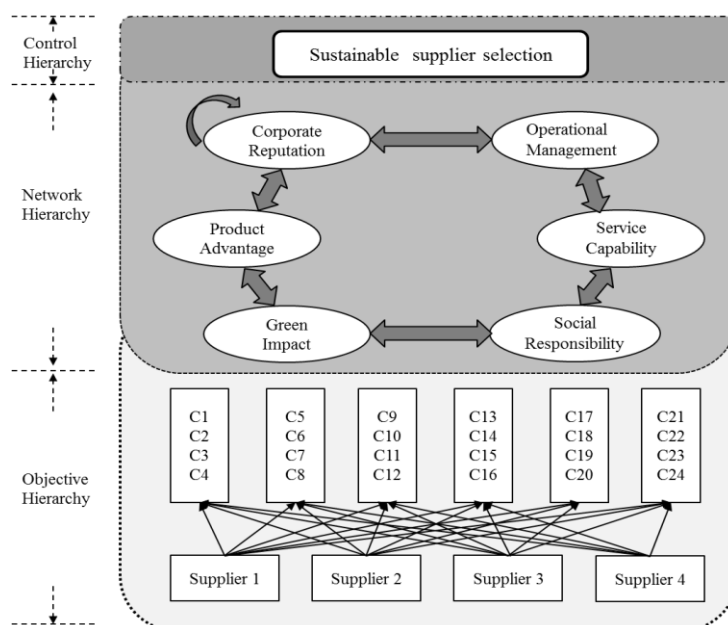 Control
Hierarchy
Sustainable supplier selection
Network
Hierarchy
Corporate
Reputation
Operational
Management
Product
Advantage
Service
Capability
Green
Impact
Social
Responsibility
Objective
Hierarchy
C1
C2
C3
C4
C5
C6
C7
C8
C9
C10
C11
C12
C13
C14
C15
C16
C17
C18
C19
C20
C21
C22
C23
C24
Supplier 1
Supplier 2
Supplier 3
Supplier 4